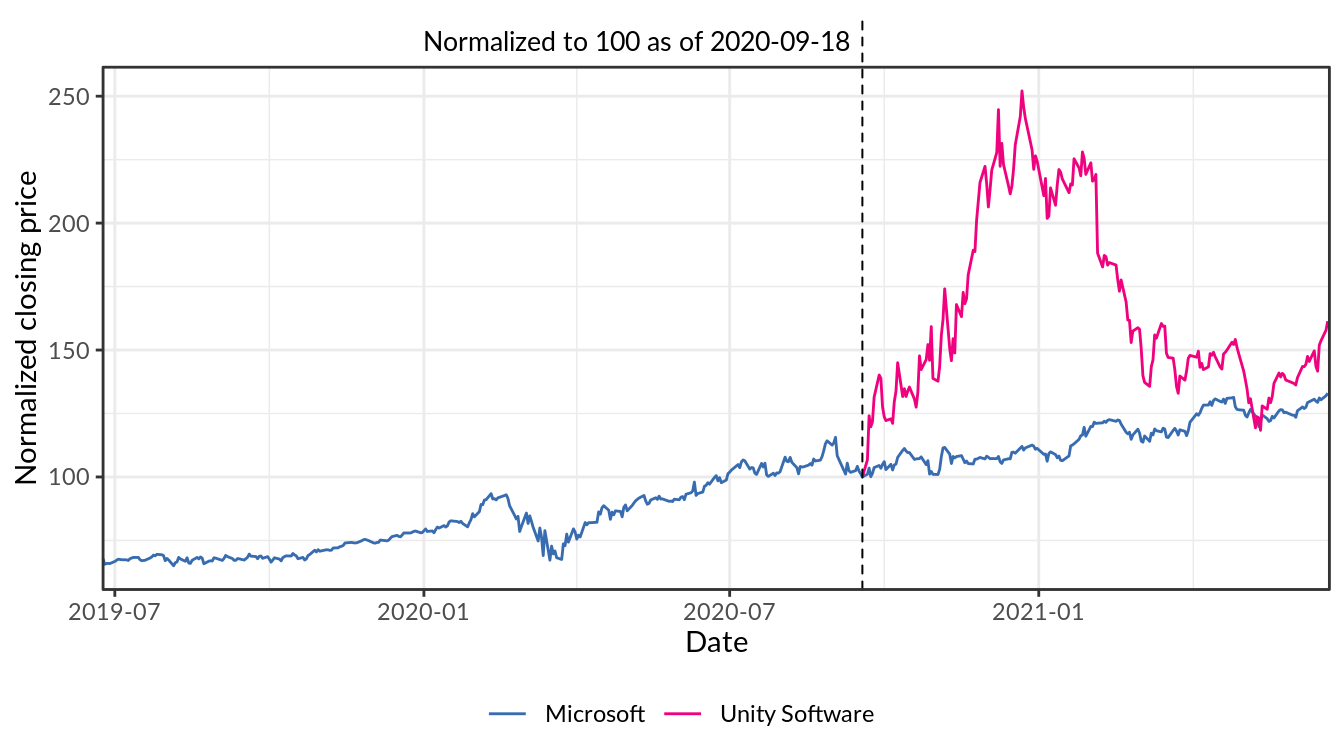 Normalized to 100 as of 2020-09-18
Normalized closing price
250
200
150
100
2019-07 2020-01 2020-07 2021-01
Date
Microsoft Unity Software